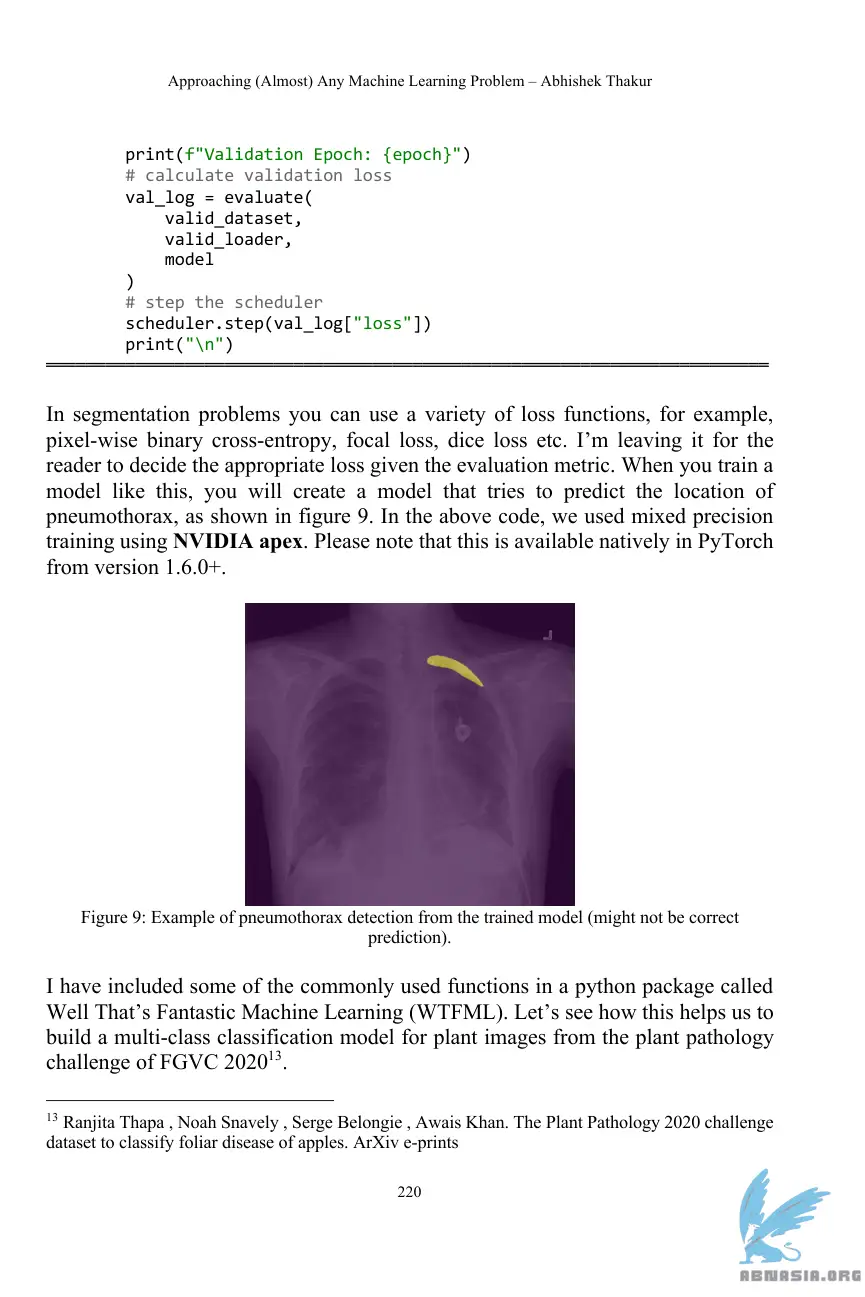 Approaching (Almost) Any Machine Learning Problem – Abhishek Thakur
print(f"Validation Epoch: {epoch}")
# calculate validation loss
val_log = evaluate(
valid_dataset,
valid_loader,
model
)
# step the scheduler
scheduler.step(val_log["loss"])
print("\n")
In segmentation problems you can use a variety of loss functions, for example,
pixel-wise binary cross-entropy, focal loss, dice loss etc. I’m leaving it for the
reader to decide the appropriate loss given the evaluation metric. When you train a
model like this, you will create a model that tries to predict the location of
pneumothorax, as shown in figure 9. In the above code, we used mixed precision
training using NVIDIA apex. Please note that this is available natively in PyTorch
from version 1.6.0+.
Figure 9: Example of pneumothorax detection from the trained model (might not be correct
prediction).
I have included some of the commonly used functions in a python package called
Well That’s Fantastic Machine Learning (WTFML). Let’s see how this helps us to
build a multi-class classification model for plant images from the plant pathology
challenge of FGVC 2020¹³.
¹³ Ranjita Thapa , Noah Snavely , Serge Belongie , Awais Khan. The Plant Pathology 2020 challenge
dataset to classify foliar disease of apples. ArXiv e-prints
220
ABNASIA.ORG